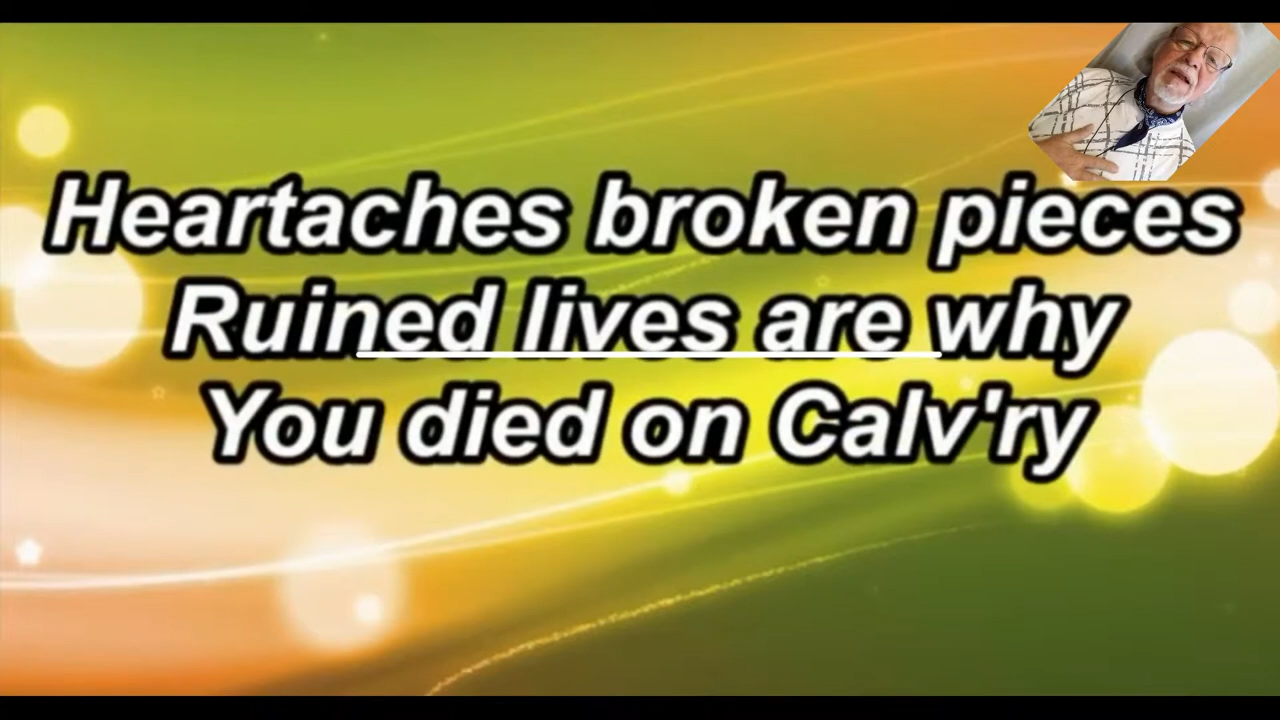 Heartaches broken pieces
Ruined lives are why
You died on Calv'ry